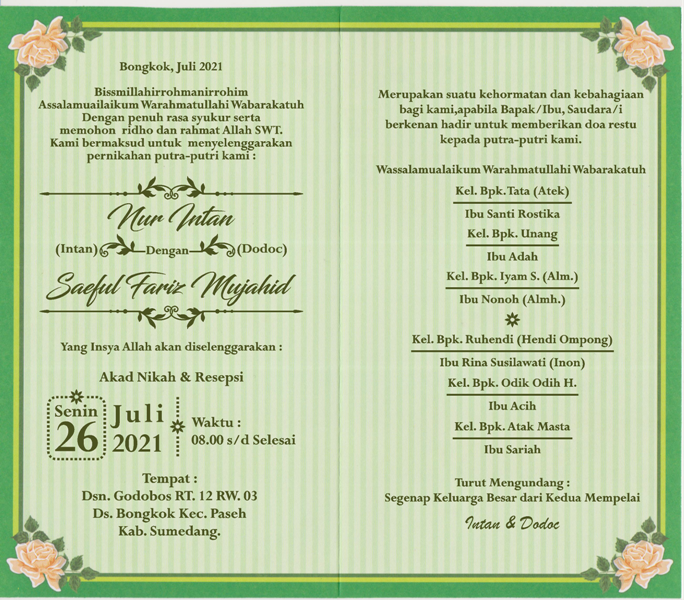 Bongkok, Juli 2021
Bissmillahirrohmanirrohim
Assalamuailaikum Warahmatullahi Wabarakatuh
Dengan penuh rasa syukur serta
memohon ridho dan rahmat Allah SWT.
Kami bermaksud untuk menyelenggarakan
pernikahan putra-putri kami :
Nur Intan
(Intan) Dengan (Dodoc)
Saeful Fariz Mujahid
Yang Insya Allah akan diselenggarakan :
Akad Nikah & Resepsi
Senin
26
Juli
2021
Waktu :
08.00 s/d Selesai
Tempat :
Dsn. Godobos RT. 12 RW. 03
Ds. Bongkok Kec. Paseh
Kab. Sumedang.
Merupakan suatu kehormatan dan kebahagiaan
bagi kami,apabila Bapak/Ibu, Saudara/i
berkenan hadir untuk memberikan doa restu
kepada putra-putri kami.
Wassalamualaikum Warahmatullahi Wabarakatuh
Kel. Bpk.Tata (Atek)
Ibu Santi Rostika
Kel. Bpk. Unang
Ibu Adah
Kel. Bpk. Iyam S. (Alm.)
Ibu Nonoh (Almh.)
Kel. Bpk. Ruhendi (Hendi Ompong)
Ibu Rina Susilawati (Inon)
Kel. Bpk. Odik Odih H.
Ibu Acih
Kel. Bpk. Atak Masta
Ibu Sariah
Turut Mengundang :
Segenap Keluarga Besar dari Kedua Mempelai
Intan & Dodoc